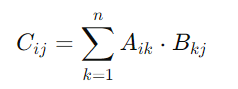 $C_{ij} = \sum_{k=1}^{n} A_{ik} \cdot B_{kj}$